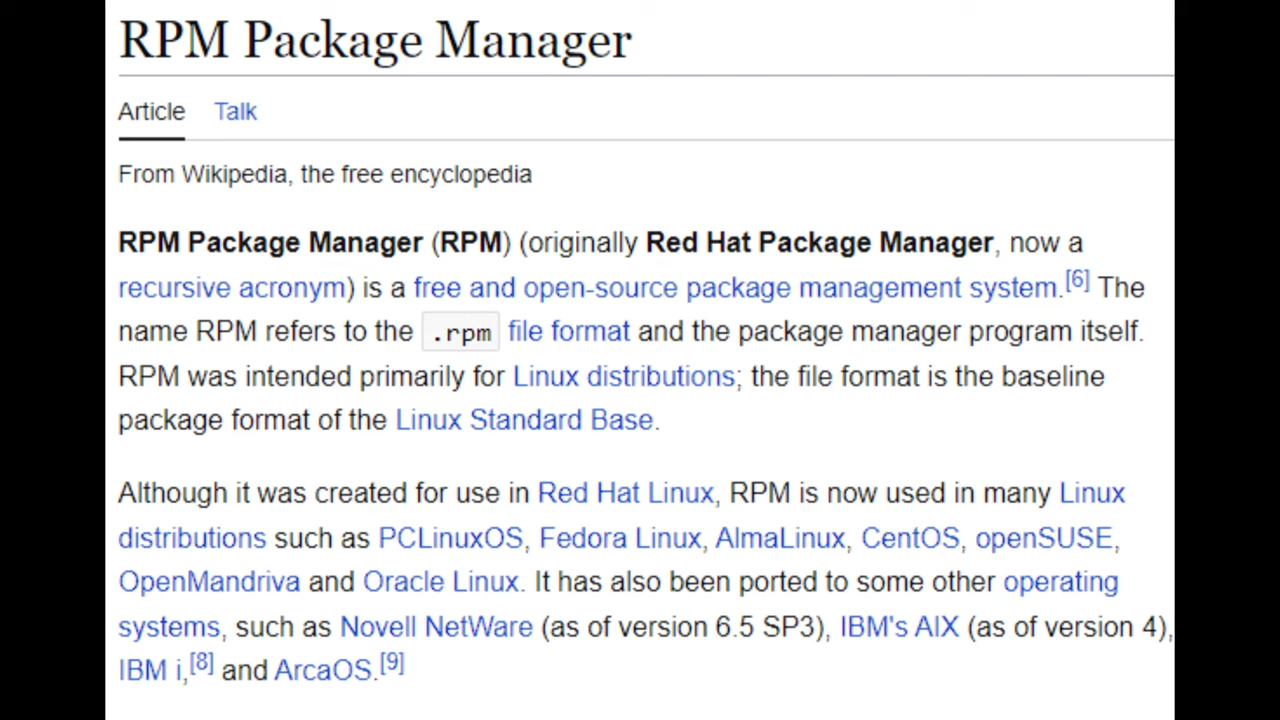 RPM Package Manager
Article Talk
From Wikipedia, the free encyclopedia
RPM Package Manager (RPM) (originally Red Hat Package Manager, now a
recursive acronym) is a free and open-source package management system.[6] The
name RPM refers to the .rpm file format and the package manager program itself.
RPM was intended primarily for Linux distributions; the file format is the baseline
package format of the Linux Standard Base.
Although it was created for use in Red Hat Linux, RPM is now used in many Linux
distributions such as PCLinuxOS, Fedora Linux, AlmaLinux, CentOS, openSUSE,
OpenMandriva and Oracle Linux. It has also been ported to some other operating
systems, such as Novell NetWare (as of version 6.5 SP3), IBM's AIX (as of version 4),
IBM i,[8] and ArcaOS.[9]